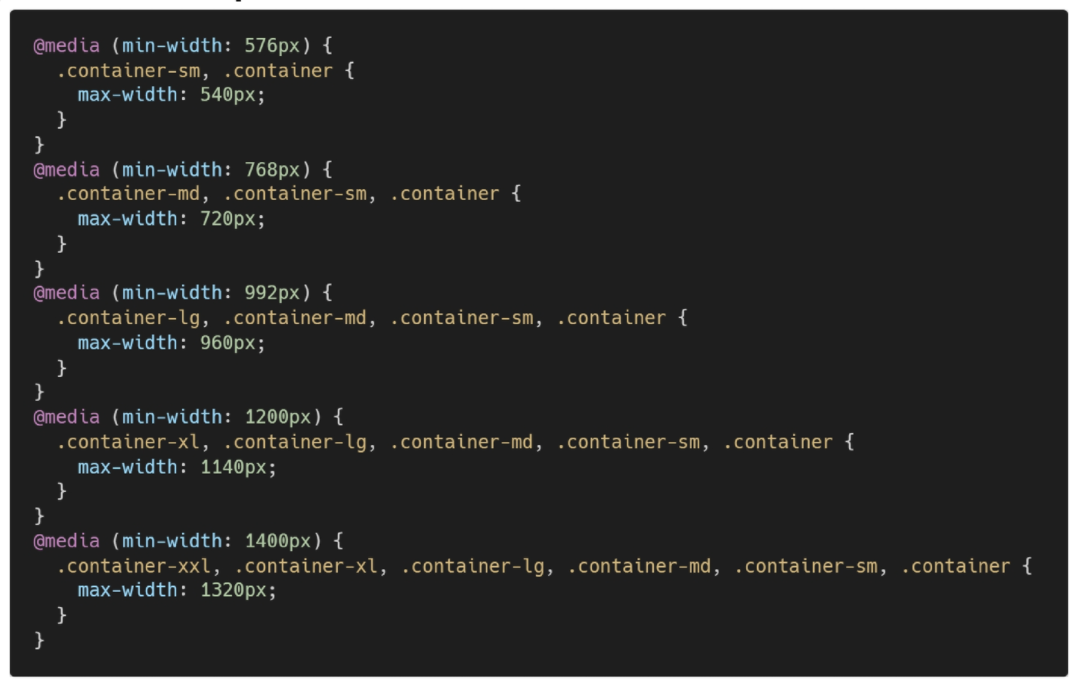 @media (min-width: 576px) {
  .container-sm, .container {
    max-width: 540px;
  }
}
@media (min-width: 768px) {
  .container-md, .container-sm, .container {
    max-width: 720px;
  }
}
@media (min-width: 992px) {
  .container-lg, .container-md, .container-sm, .container {
    max-width: 960px;
  }
}
@media (min-width: 1200px) {
  .container-xl, .container-lg, .container-md, .container-sm, .container {
    max-width: 1140px;
  }
}
@media (min-width: 1400px) {
  .container-xxl, .container-xl, .container-lg, .container-md, .container-sm, .container {
    max-width: 1320px;
  }
}